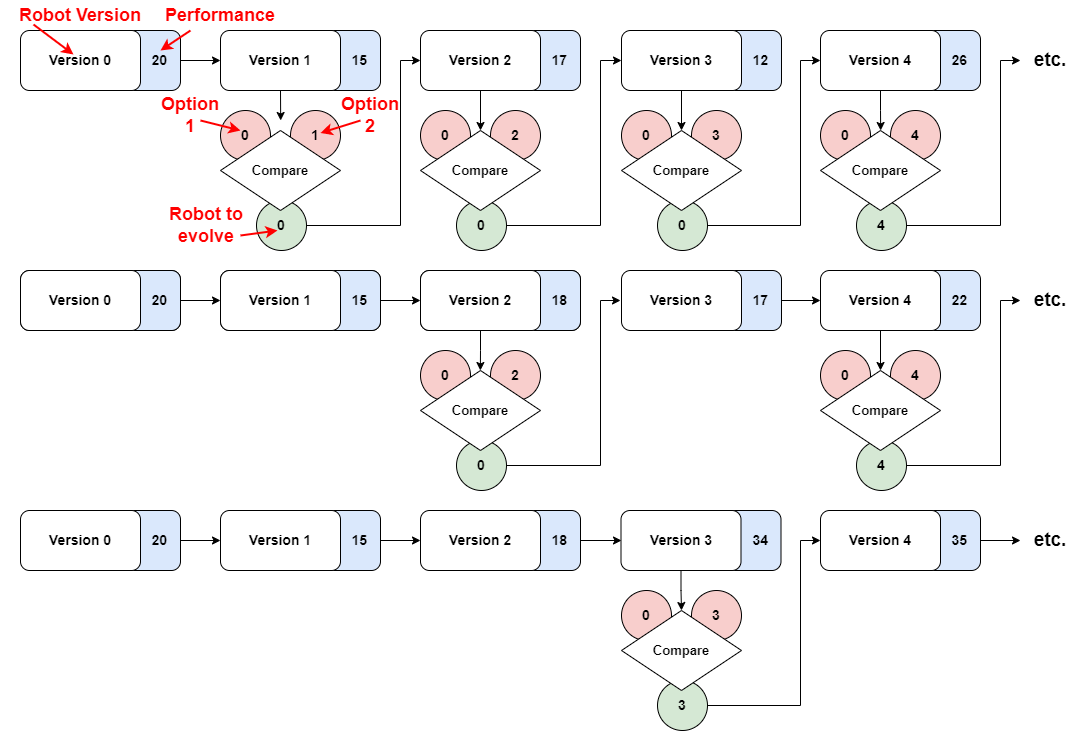 Robot Version
Performance
Version 0
20
Version 1
15
Version 2
17
Version 3
12
Version 4
26
etc.
Option
1
Option
2
0
1
Compare
0
0
2
Compare
0
0
3
Compare
0
0
4
Compare
4
Robot to
evolve
Version 0
20
Version 1
15
Version 2
18
Version 3
17
Version 4
22
etc.
0
2
Compare
0
0
4
Compare
4
Version 0
20
Version 1
15
Version 2
18
Version 3
34
Version 4
35
etc.
0
3
Compare
3